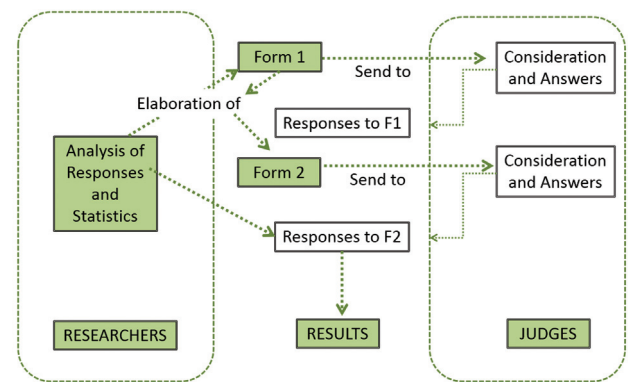 Form 1
Send to
Consideration
and Answers
Elaboration of
Responses to F1
Analysis of
Responses
and
Statistics
Form 2
Send to
Consideration
and Answers
Responses to F2
RESEARCHERS
RESULTS
JUDGES